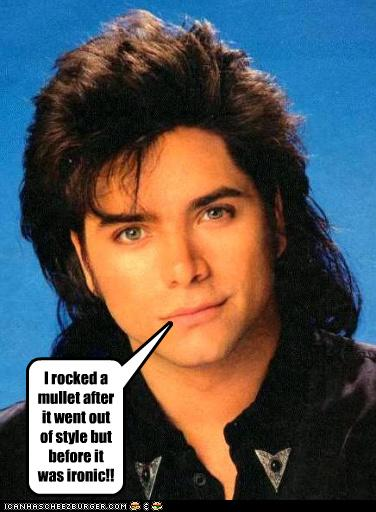 I rocked a
mullet after
it went out
of style but
before it
was ironic!!
ICANHASCHEEZBURGER.COM